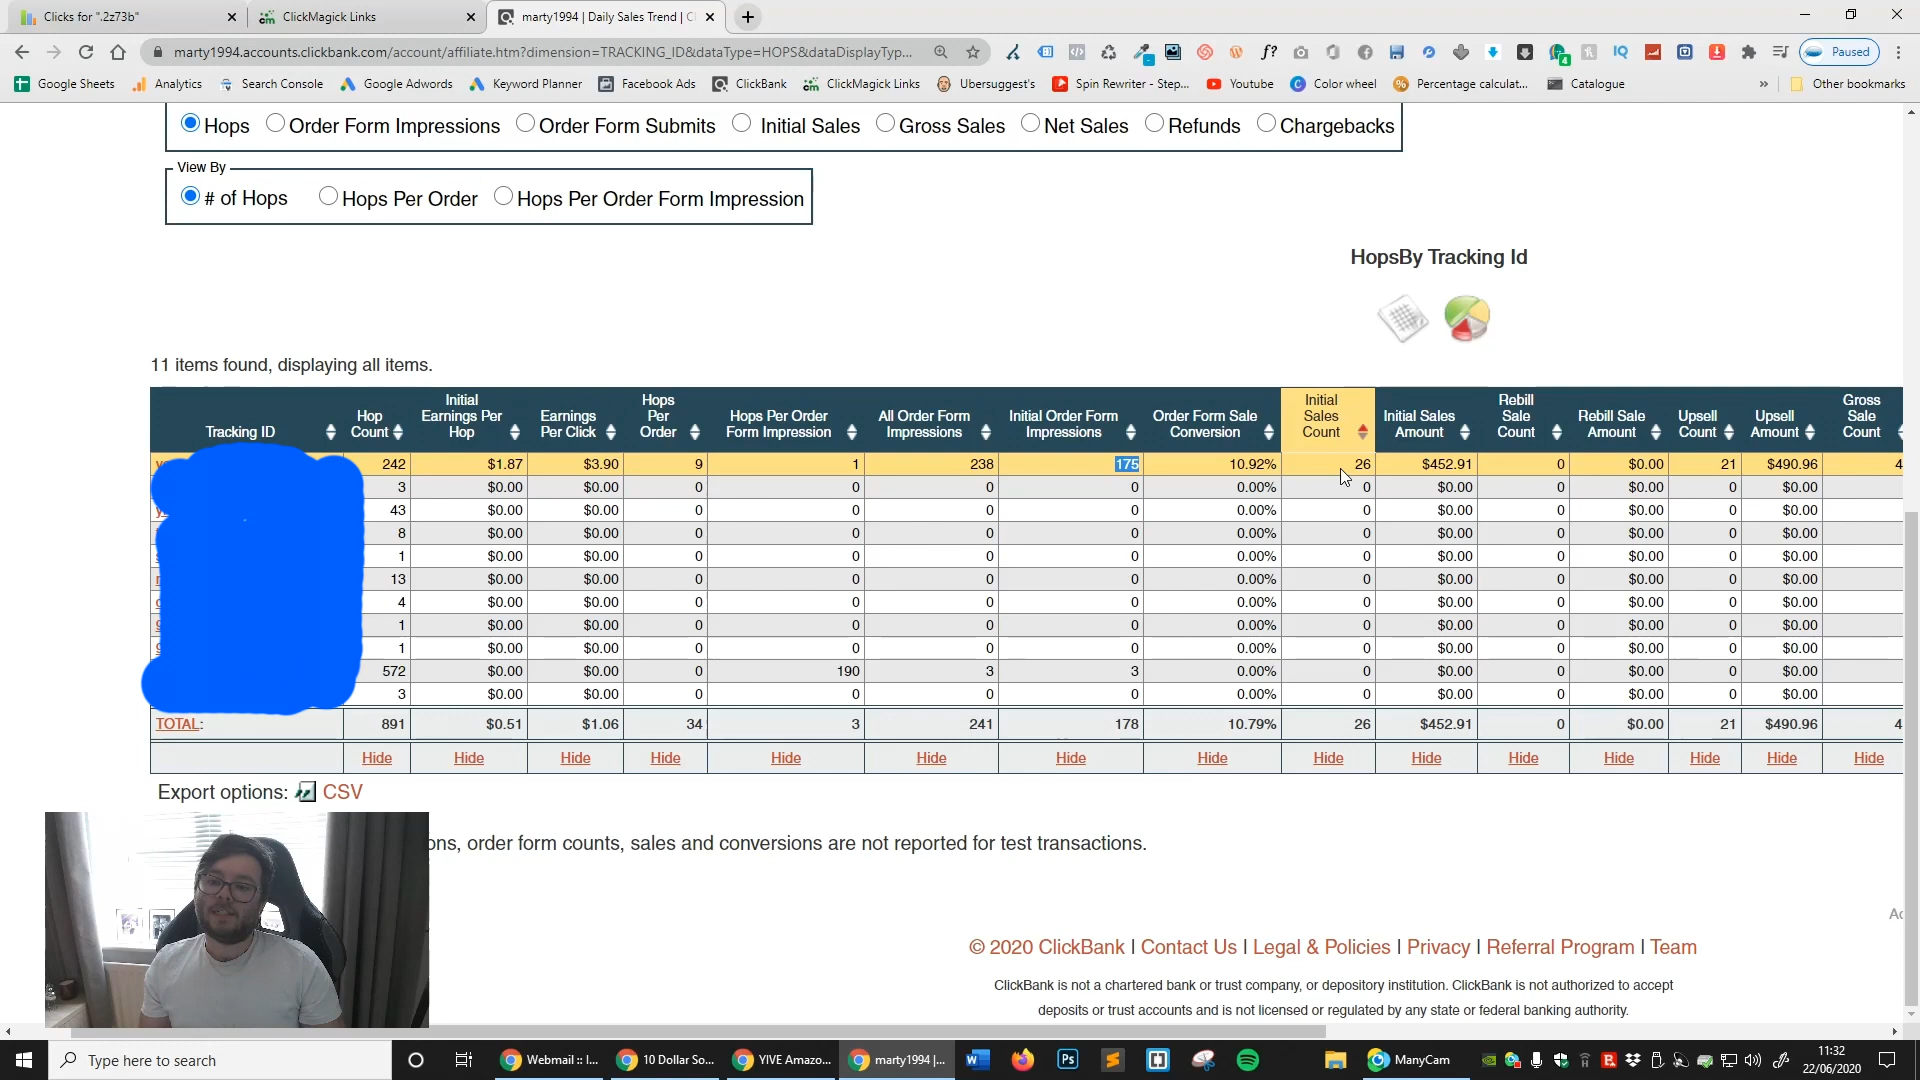 Clicks for ".2z73b"
ClickMagick Links
marty1994 | Daily Sales Trend | Cl
marty1994.accounts.clickbank.com/account/affiliate.htm?dimension=TRACKING_ID&dataType=HOPS&dataDisplayTyp...
Paused
Google Sheets Analytics Search Console Google Adwords Keyword Planner Facebook Ads ClickBank ClickMagick Links Ubersuggest's Spin Rewriter - Step... Youtube Color wheel Percentage calculat... Catalogue » Other bookmarks
Hops Order Form Impressions Order Form Submits Initial Sales Gross Sales Net Sales Refunds Chargebacks
View By
# of Hops Hops Per Order Hops Per Order Form Impression
HopsBy Tracking Id
11 items found, displaying all items.
Tracking ID Hop Count Initial Earnings Per Hop Earnings Per Click Hops Per Order Hops Per Order Form Impression All Order Form Impressions Initial Order Form Impressions Order Form Sale Conversion Initial Sales Count Initial Sales Amount Rebill Sale Count Rebill Sale Amount Upsell Count Upsell Amount Gross Sale Count
242 $1.87 $3.90 9 1 238 175 10.92% 26 $452.91 0 $0.00 21 $490.96 4
3 $0.00 $0.00 0 0 0 0 0.00% 0 $0.00 0 $0.00 0 $0.00
43 $0.00 $0.00 0 0 0 0 0.00% 0 $0.00 0 $0.00 0 $0.00
8 $0.00 $0.00 0 0 0 0 0.00% 0 $0.00 0 $0.00 0 $0.00
1 $0.00 $0.00 0 0 0 0 0.00% 0 $0.00 0 $0.00 0 $0.00
13 $0.00 $0.00 0 0 0 0 0.00% 0 $0.00 0 $0.00 0 $0.00
4 $0.00 $0.00 0 0 0 0 0.00% 0 $0.00 0 $0.00 0 $0.00
1 $0.00 $0.00 0 0 0 0 0.00% 0 $0.00 0 $0.00 0 $0.00
1 $0.00 $0.00 0 0 0 0 0.00% 0 $0.00 0 $0.00 0 $0.00
572 $0.00 $0.00 0 190 3 3 0.00% 0 $0.00 0 $0.00 0 $0.00
3 $0.00 $0.00 0 0 0 0 0.00% 0 $0.00 0 $0.00 0 $0.00
TOTAL: 891 $0.51 $1.06 34 3 241 178 10.79% 26 $452.91 0 $0.00 21 $490.96 4
Hide Hide Hide Hide Hide Hide Hide Hide Hide Hide Hide Hide Hide Hide Hide
Export options: CSV
ons, order form counts, sales and conversions are not reported for test transactions.
© 2020 ClickBank | Contact Us | Legal & Policies | Privacy | Referral Program | Team
ClickBank is not a chartered bank or trust company, or depository institution. ClickBank is not authorized to accept
deposits or trust accounts and is not licensed or regulated by any state or federal banking authority.
Type here to search Webmail :: I... 10 Dollar So... YIVE Amazo... marty1994 |... ManyCam 11:32
22/06/2020